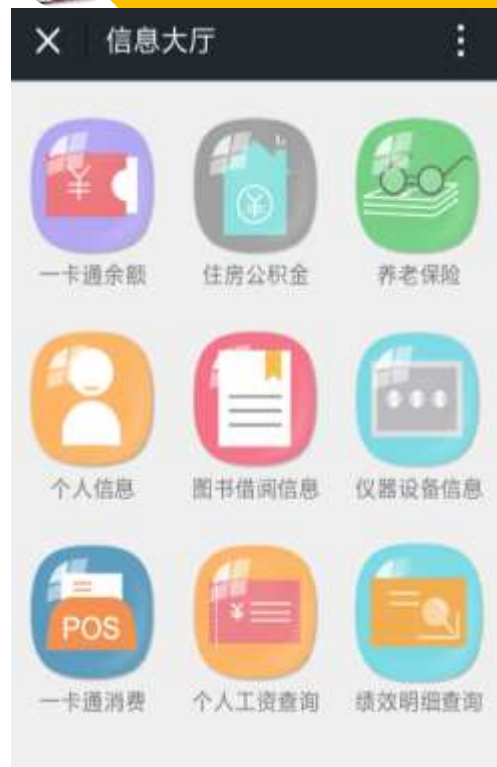 信息大厅
¥
¥
一卡通余额 住房公积金 养老保险
个人信息 图书借阅信息 仪器设备信息
POS
¥
一卡通消费 个人工资查询 绩效明细查询